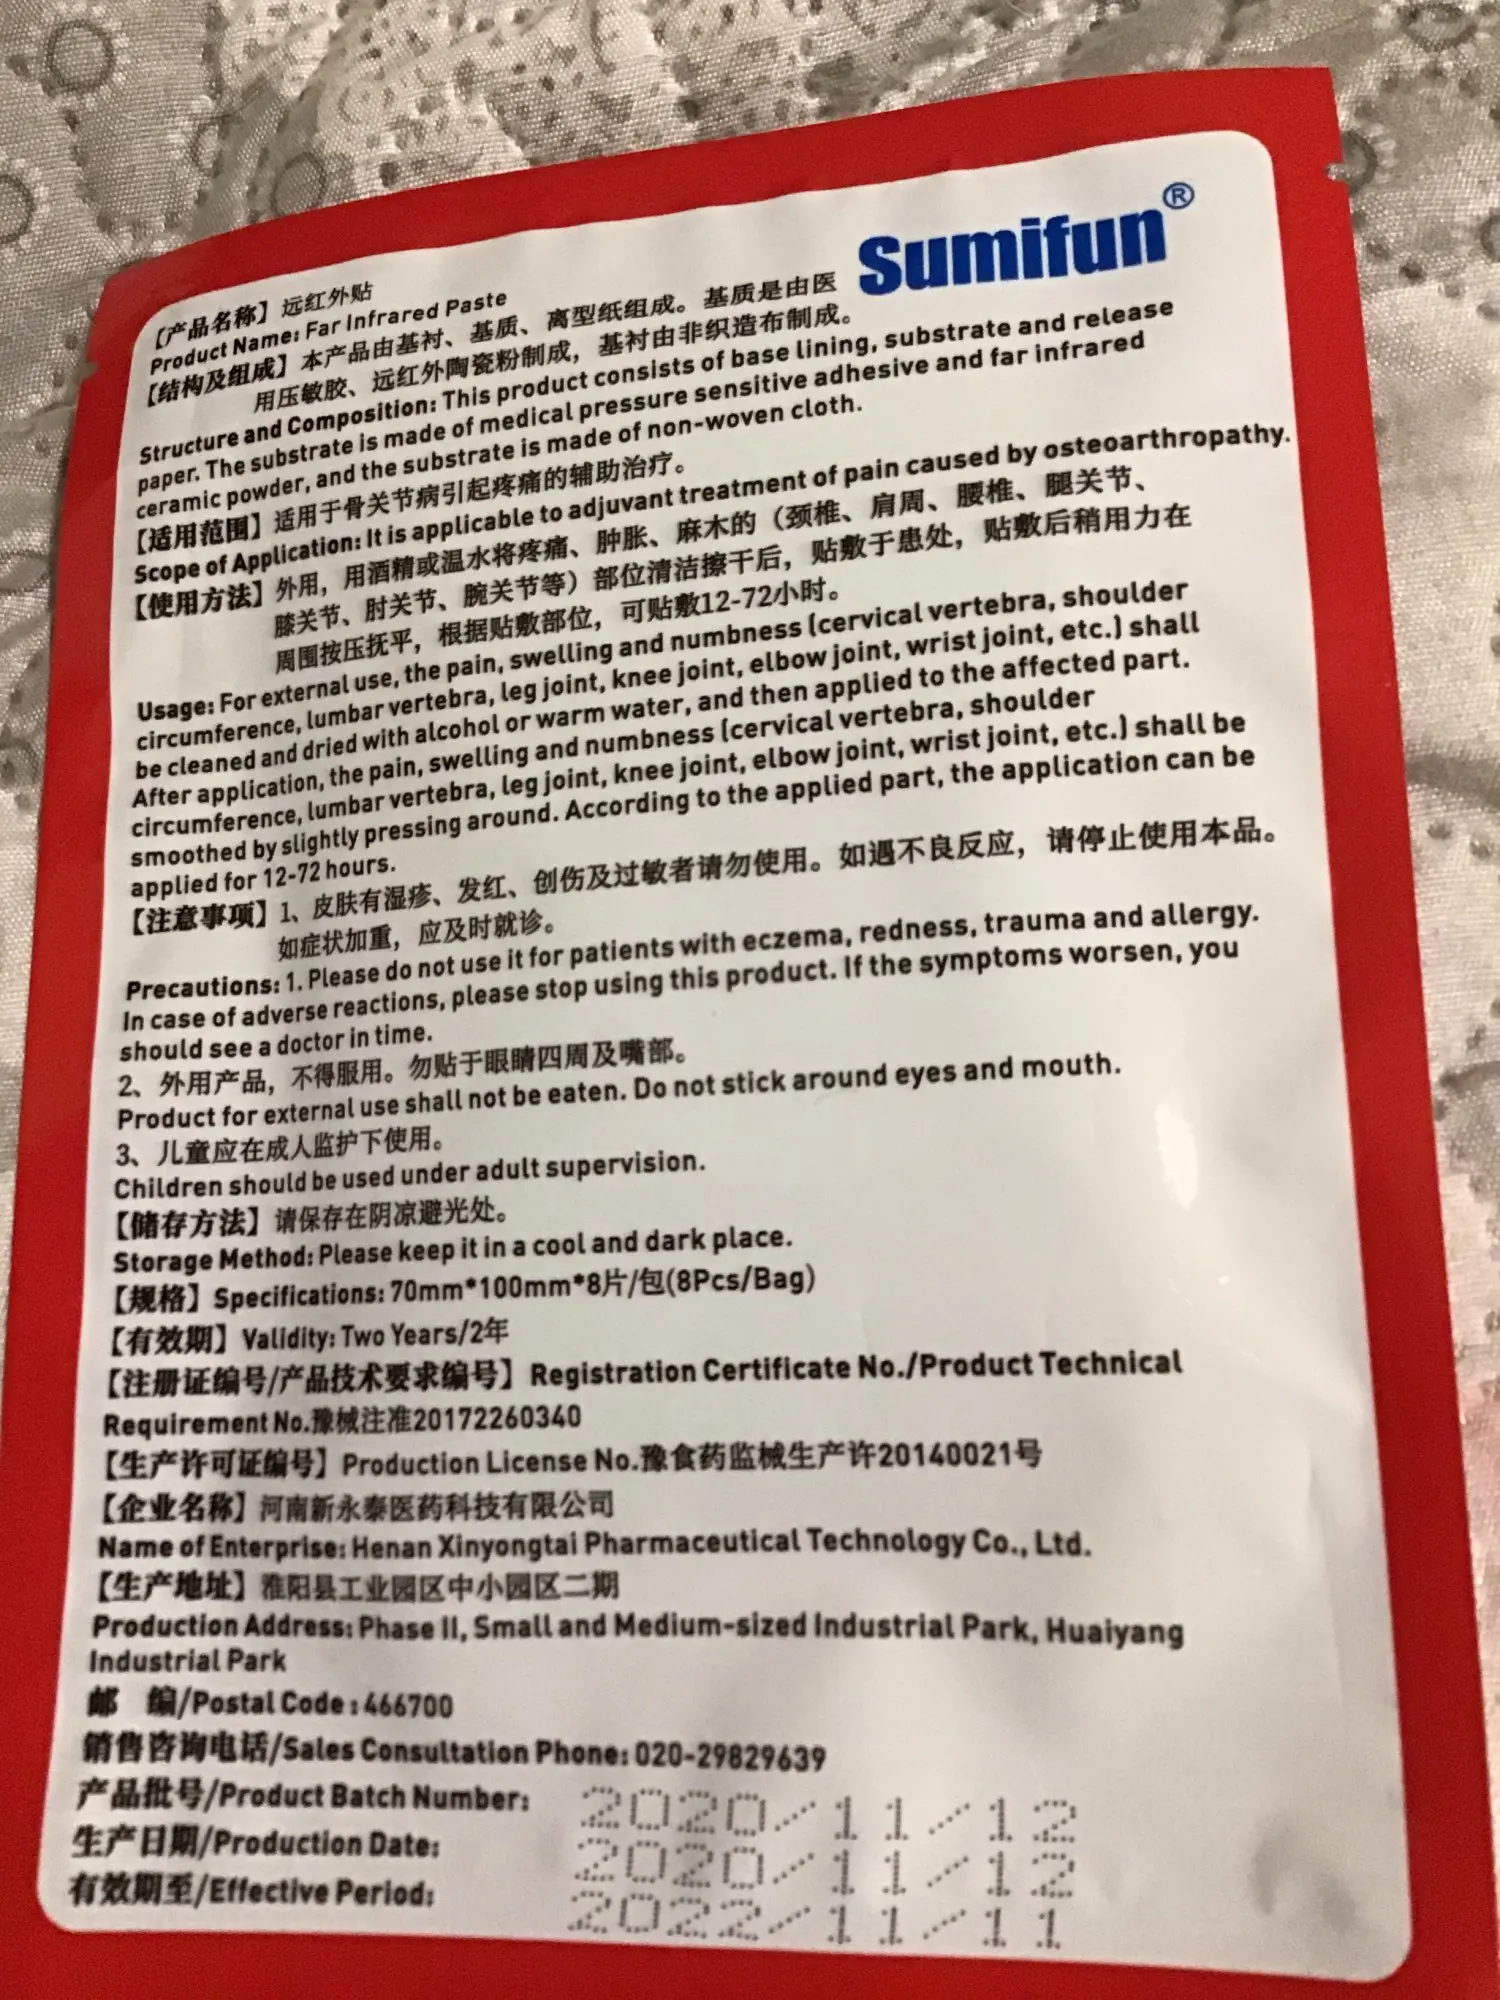 Sumifun®
【产品名称】远红外贴
Product Name: Far Infrared Paste
【结构及组成】本产品由基衬、基质、离型纸组成。基质是由医
用压敏胶、远红外陶瓷粉制成，基衬由非织造布制成。
Structure and Composition: This product consists of base lining, substrate and release
paper. The substrate is made of medical pressure sensitive adhesive and far infrared
ceramic powder, and the substrate is made of non-woven cloth.
【适用范围】适用于骨关节病引起疼痛的辅助治疗。
Scope of Application: It is applicable to adjuvant treatment of pain caused by osteoarthropathy.
【使用方法】外用，用酒精或温水将疼痛、肿胀、麻木的（颈椎、肩周、腰椎、腿关节、
膝关节、肘关节、腕关节等）部位清洁擦干后，贴敷于患处，贴敷后稍用力在
周围按压抚平，根据贴敷部位，可贴敷12-72小时。
Usage: For external use, the pain, swelling and numbness (cervical vertebra, shoulder
circumference, lumbar vertebra, leg joint, knee joint, elbow joint, wrist joint, etc.) shall
be cleaned and dried with alcohol or warm water, and then applied to the affected part.
After application, the pain, swelling and numbness (cervical vertebra, shoulder
circumference, lumbar vertebra, leg joint, knee joint, elbow joint, wrist joint, etc.) shall be
smoothed by slightly pressing around. According to the applied part, the application can be
applied for 12-72 hours.
【注意事项】1、皮肤有湿疹、发红、创伤及过敏者请勿使用。如遇不良反应，请停止使用本品。
如症状加重，应及时就诊。
Precautions: 1. Please do not use it for patients with eczema, redness, trauma and allergy.
In case of adverse reactions, please stop using this product. If the symptoms worsen, you
should see a doctor in time.
2、外用产品，不得服用。勿贴于眼睛四周及嘴部。
Product for external use shall not be eaten. Do not stick around eyes and mouth.
3、儿童应在成人监护下使用。
Children should be used under adult supervision.
【储存方法】请保存在阴凉避光处。
Storage Method: Please keep it in a cool and dark place.
【规格】Specifications: 70mm*100mm*8片/包(8Pcs/Bag)
【有效期】Validity: Two Years/2年
【注册证编号/产品技术要求编号】Registration Certificate No./Product Technical
Requirement No.豫械注准20172260340
【生产许可证编号】Production License No.豫食药监械生产许20140021号
【企业名称】河南新永泰医药科技有限公司
Name of Enterprise: Henan Xinyongtai Pharmaceutical Technology Co., Ltd.
【生产地址】淮阳县工业园区中小园区二期
Production Address: Phase II, Small and Medium-sized Industrial Park, Huaiyang
Industrial Park
邮 编/Postal Code: 466700
销售咨询电话/Sales Consultation Phone: 020-29829639
产品批号/Product Batch Number: 2020/11/12
生产日期/Production Date: 2020/11/12
有效期至/Effective Period: 2022/11/11